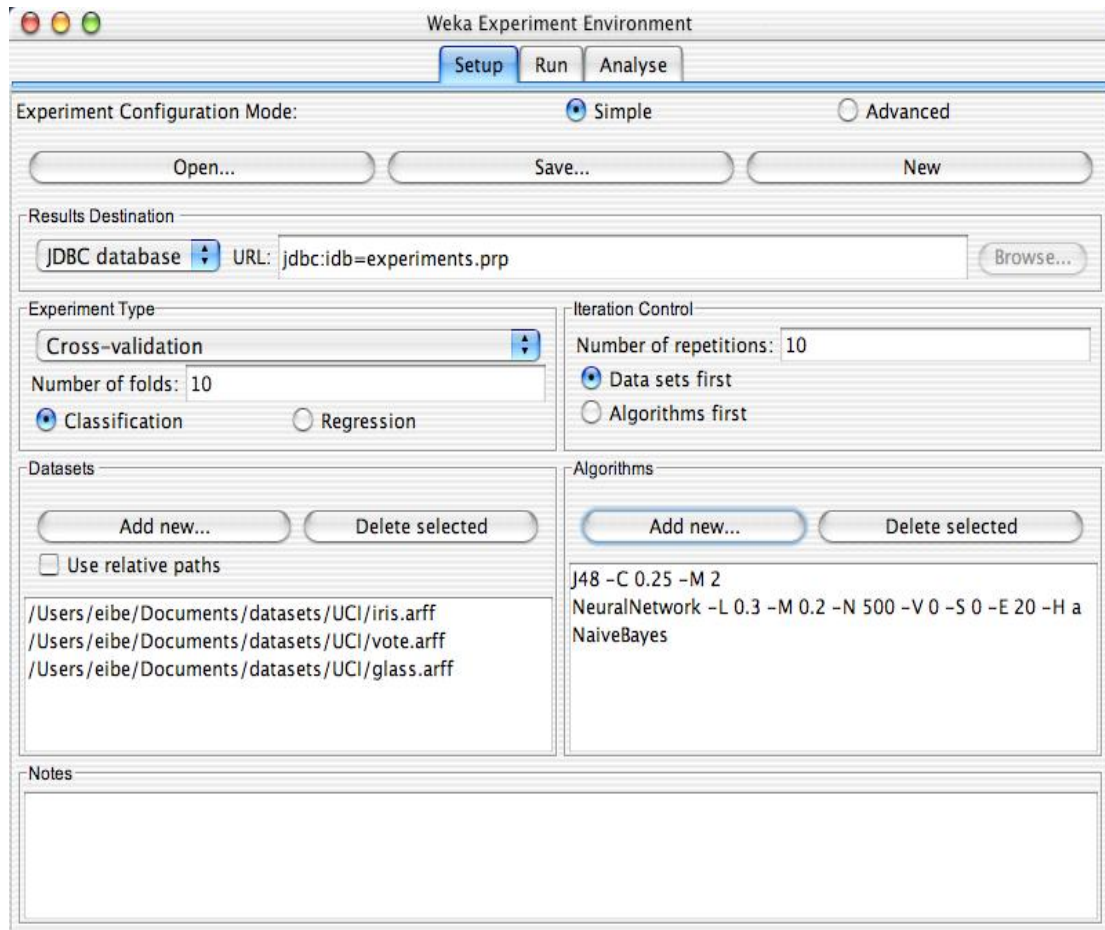 Weka Experiment Environment
Setup Run Analyse
Experiment Configuration Mode: Simple Advanced
Open... Save... New
Results Destination
JDBC database URL: jdbc:idb=experiments.prp Browse...
Experiment Type
Cross-validation
Number of folds: 10
Classification Regression
Iteration Control
Number of repetitions: 10
Data sets first
Algorithms first
Datasets
Add new... Delete selected
Use relative paths
/Users/eibe/Documents/datasets/UCI/iris.arff
/Users/eibe/Documents/datasets/UCI/vote.arff
/Users/eibe/Documents/datasets/UCI/glass.arff
Algorithms
Add new... Delete selected
J48 -C 0.25 -M 2
NeuralNetwork -L 0.3 -M 0.2 -N 500 -V 0 -S 0 -E 20 -H a
NaiveBayes
Notes